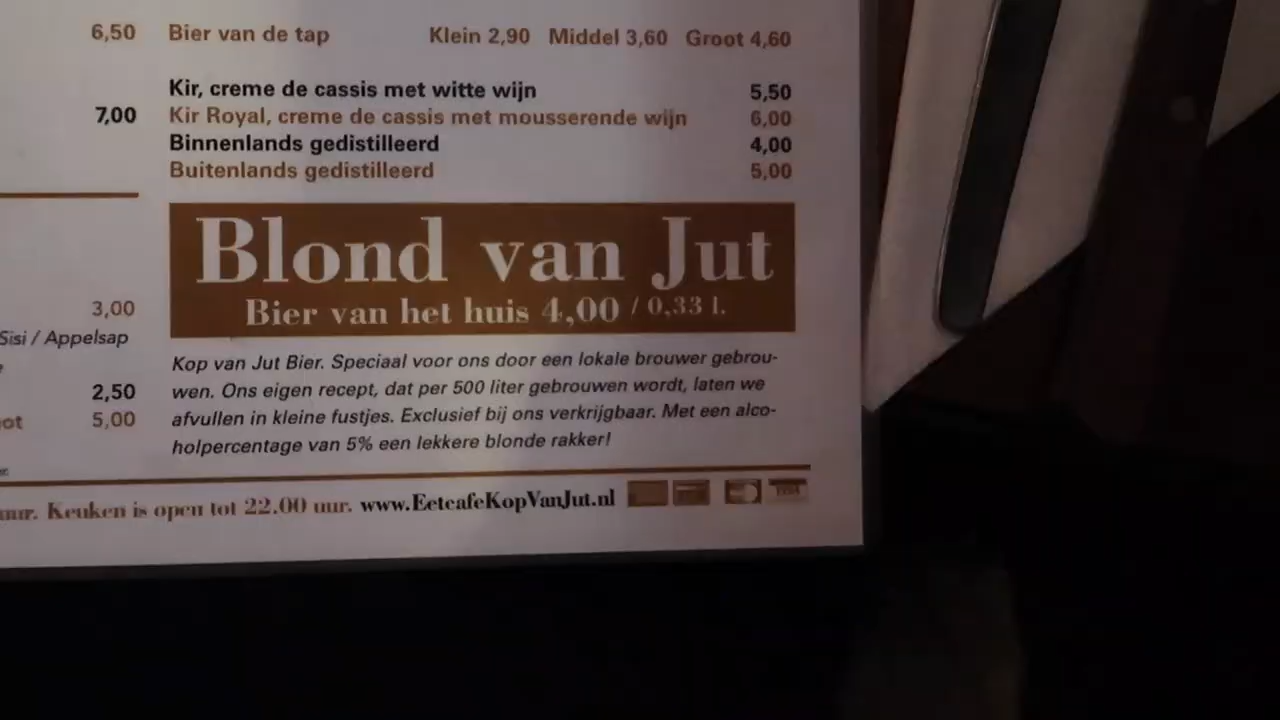 6,50 Bier van de tap Klein 2,90 Middel 3,60 Groot 4,60
Kir, creme de cassis met witte wijn 5,50
7,00 Kir Royal, creme de cassis met mousserende wijn 6,00
Binnenlands gedistilleerd 4,00
Buitenlands gedistilleerd 5,00
Blond van Jut
Bier van het huis 4,00 / 0,33 l.
3,00
Sisi / Appelsap
2,50
5,00
Kop van Jut Bier. Speciaal voor ons door een lokale brouwer gebrou-
wen. Ons eigen recept, dat per 500 liter gebrouwen wordt, laten we
afvullen in kleine fustjes. Exclusief bij ons verkrijgbaar. Met een alco-
holpercentage van 5% een lekkere blonde rakker!
Keuken is open tot 22.00 uur. www.EetcafeKopVanJut.nl